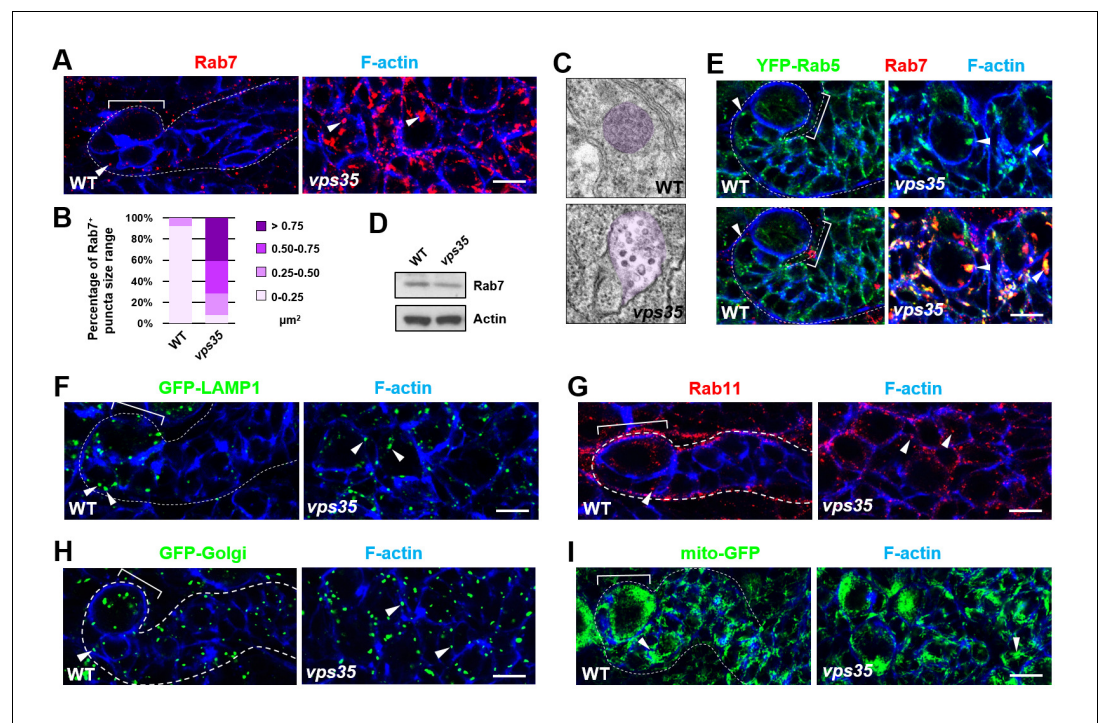 A
Rab7 F-actin
WT vps35
B
Percentage of Rab7+
puncta size range
100%
80%
60%
40%
20%
0%
WT vps35
> 0.75
0.50-0.75
0.25-0.50
0-0.25
µm²
D
WT vps35
Rab7
Actin
C
WT
vps35
E
YFP-Rab5 Rab7 F-actin
WT vps35
WT vps35
F
GFP-LAMP1 F-actin
WT vps35
G
Rab11 F-actin
WT vps35
H
GFP-Golgi F-actin
WT vps35
I
mito-GFP F-actin
WT vps35